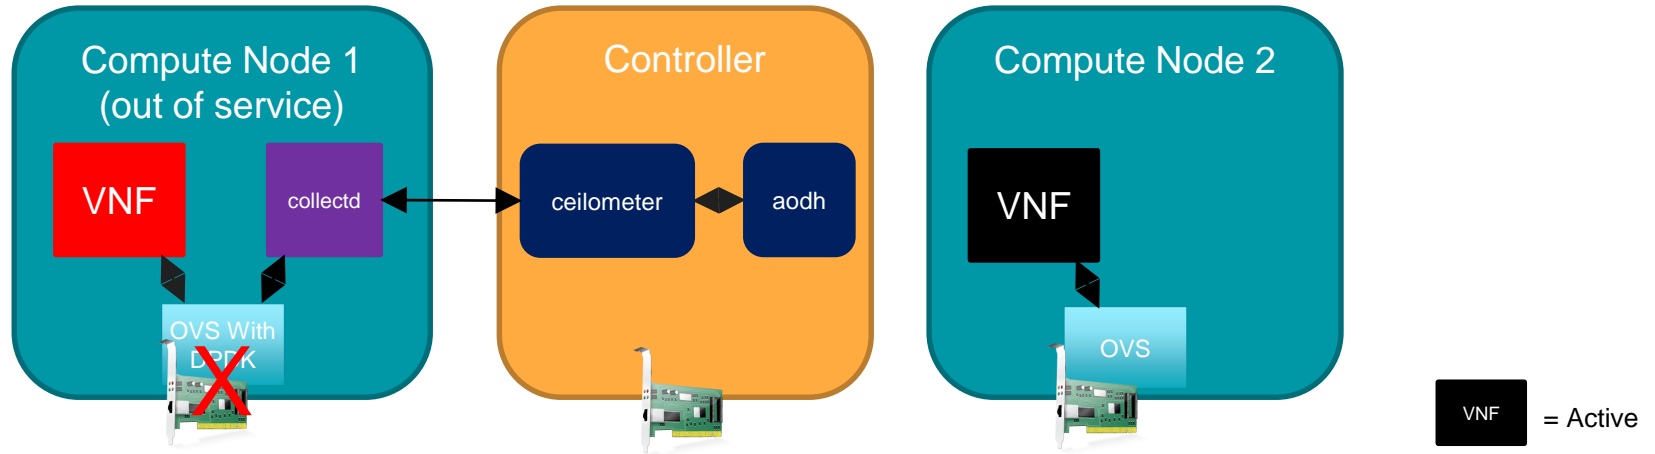 Compute Node 1
(out of service)
VNF
collectd
OVS With
DPDK
X
Controller
ceilometer
aodh
Compute Node 2
VNF
OVS
VNF
= Active